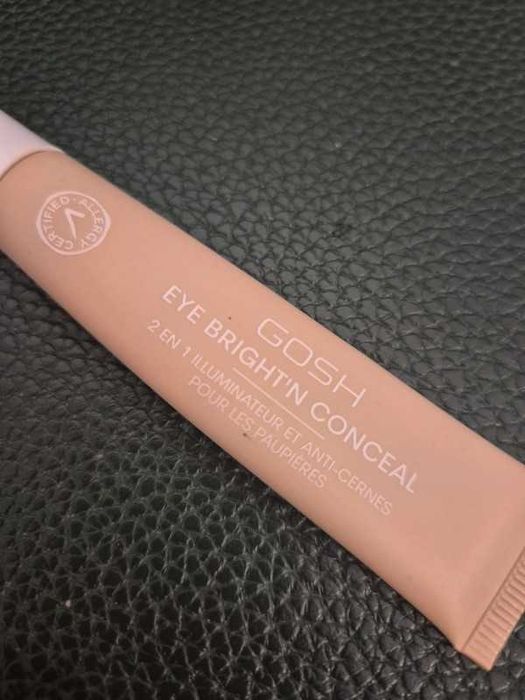 CERTIFIED • ALLERGY
GOSH
EYE BRIGHT'N CONCEAL
2 EN 1 ILLUMINATEUR ET ANTI-CERNES
POUR LES PAUPIÈRES